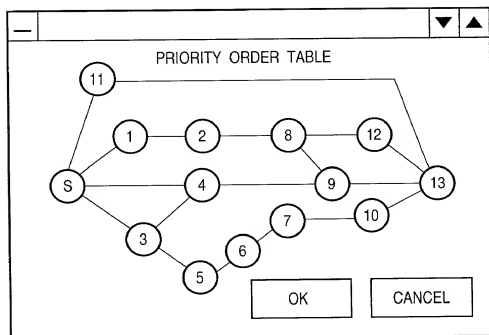 PRIORITY ORDER TABLE
11
1 2 8 12
S 4 9 13
3 7 10
6
5
OK CANCEL